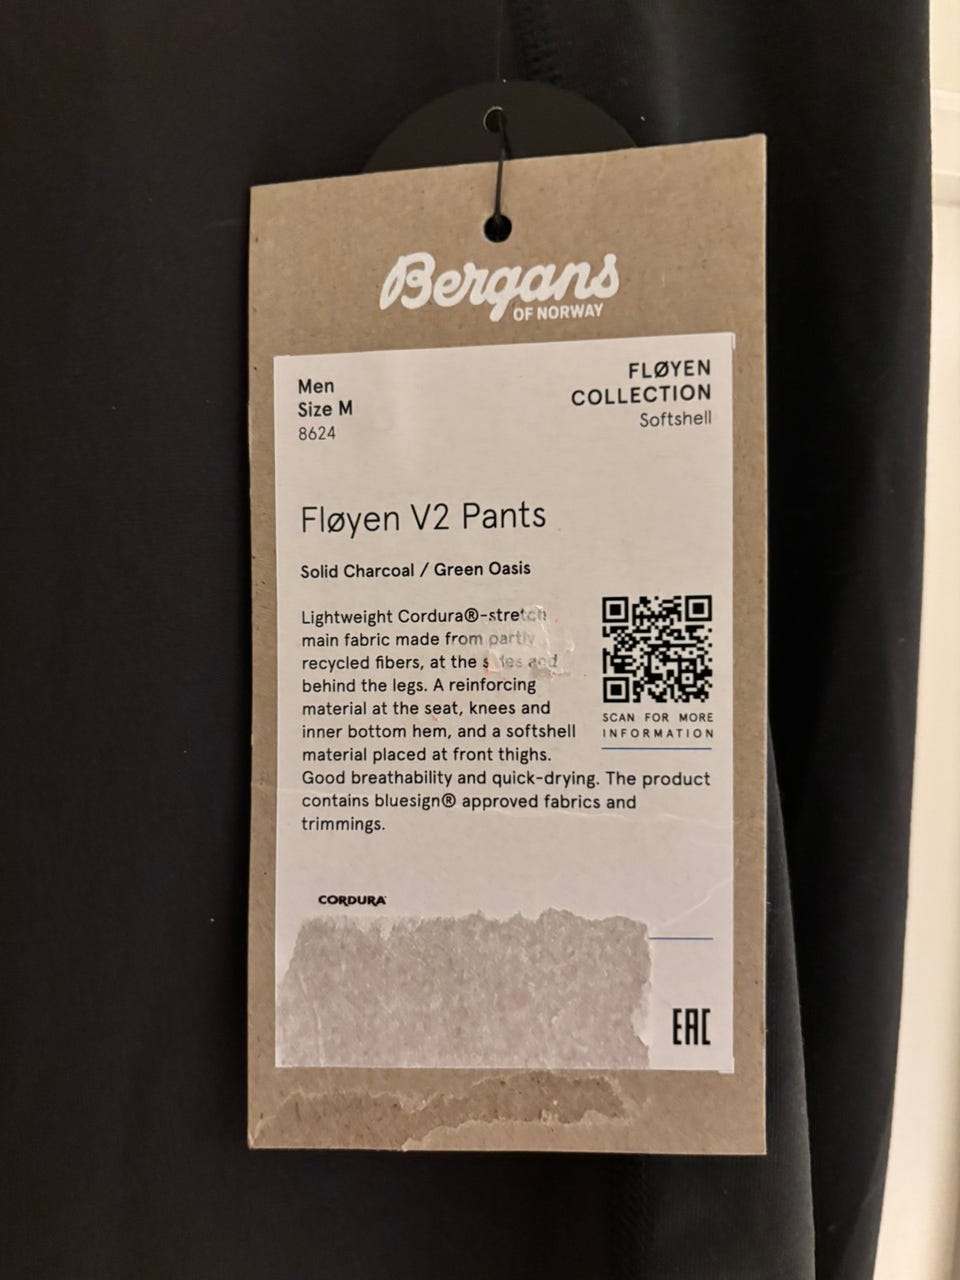 Bergans
OF NORWAY
Men
Size M
8624
FLØYEN
COLLECTION
Softshell
Fløyen V2 Pants
Solid Charcoal / Green Oasis
Lightweight Cordura®-stretch
main fabric made from partly
recycled fibers, at the sides and
behind the legs. A reinforcing
material at the seat, knees and
inner bottom hem, and a softshell
material placed at front thighs.
Good breathability and quick-drying. The product
contains bluesign® approved fabrics and
trimmings.
SCAN FOR MORE
INFORMATION
CORDURA
EAC